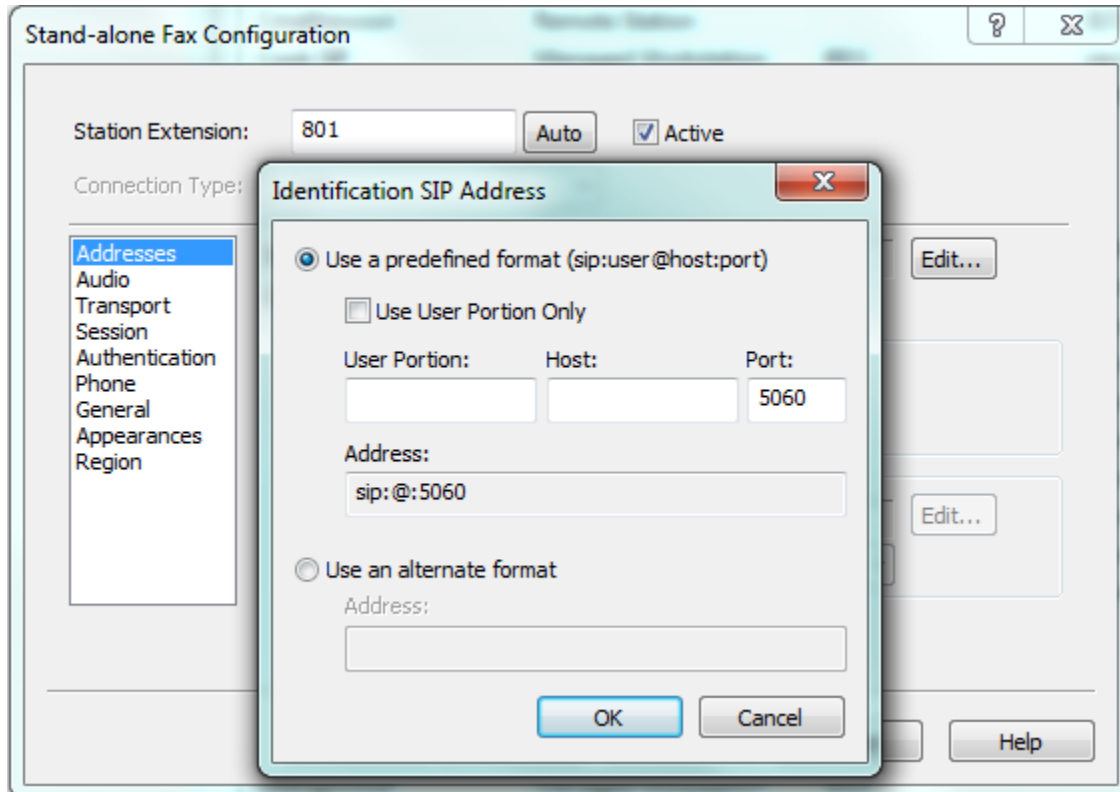 Stand-alone Fax Configuration
Station Extension: 801 Auto Active
Connection Type:
Identification SIP Address
Addresses
Audio
Transport
Session
Authentication
Phone
General
Appearances
Region
Use a predefined format (sip:user@host:port)
Edit...
Use User Portion Only
User Portion: Host: Port:
5060
Address:
sip:@:5060
Edit...
Use an alternate format
Address:
OK Cancel
Help